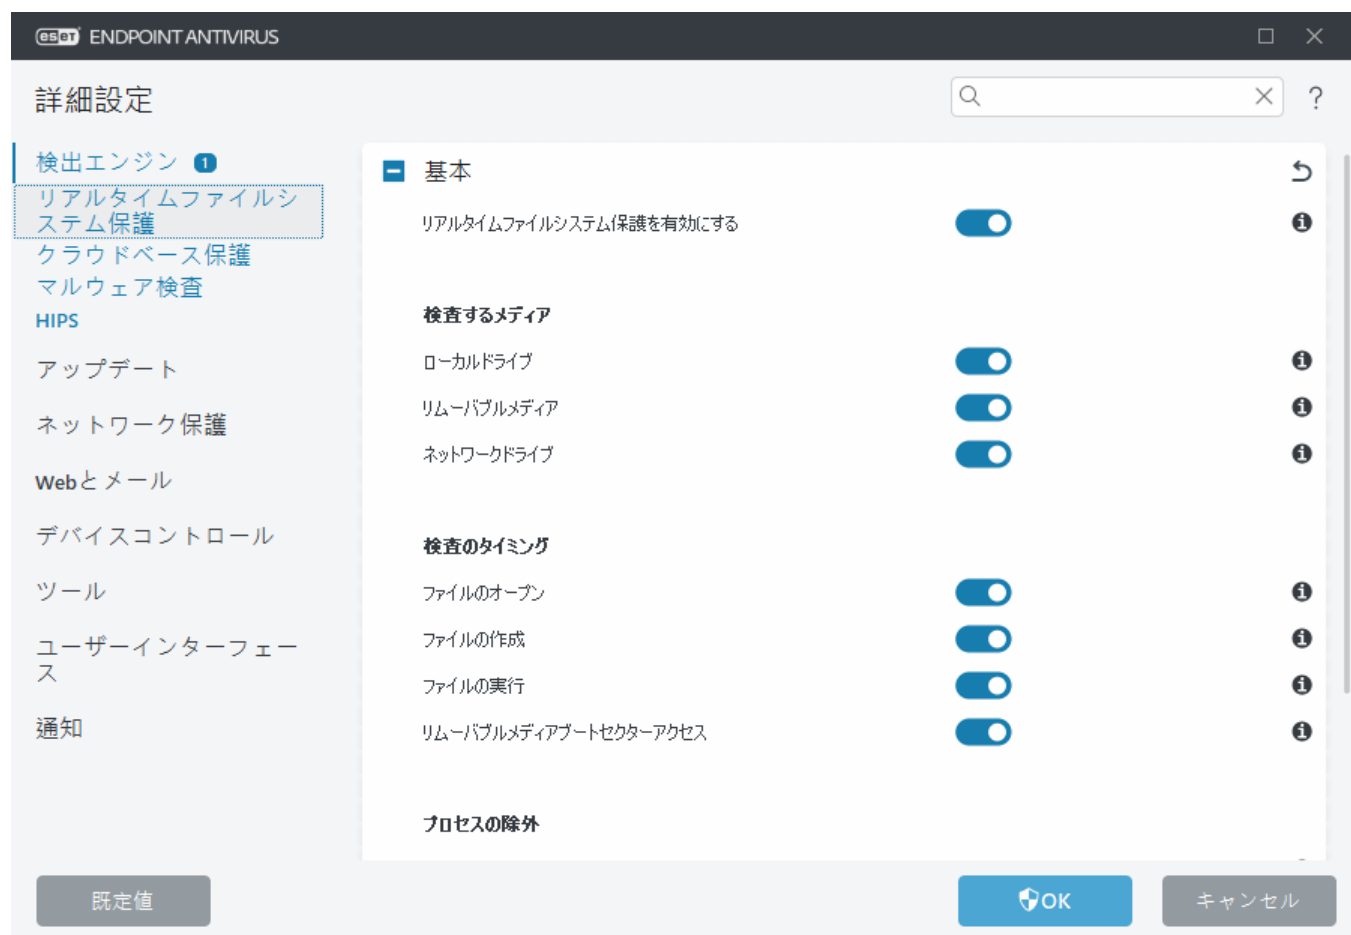 eset ENDPOINT ANTIVIRUS
詳細設定
?
検出エンジン 1
リアルタイムファイルシ
ステム保護
クラウドベース保護
マルウェア検査
HIPS
アップデート
ネットワーク保護
Webとメール
デバイスコントロール
ツール
ユーザーインターフェー
ス
通知
基本
リアルタイムファイルシステム保護を有効にする
検査するメディア
ローカルドライブ
リムーバブルメディア
ネットワークドライブ
検査のタイミング
ファイルのオープン
ファイルの作成
ファイルの実行
リムーバブルメディアブートセクターアクセス
プロセスの除外
既定値
OK
キャンセル